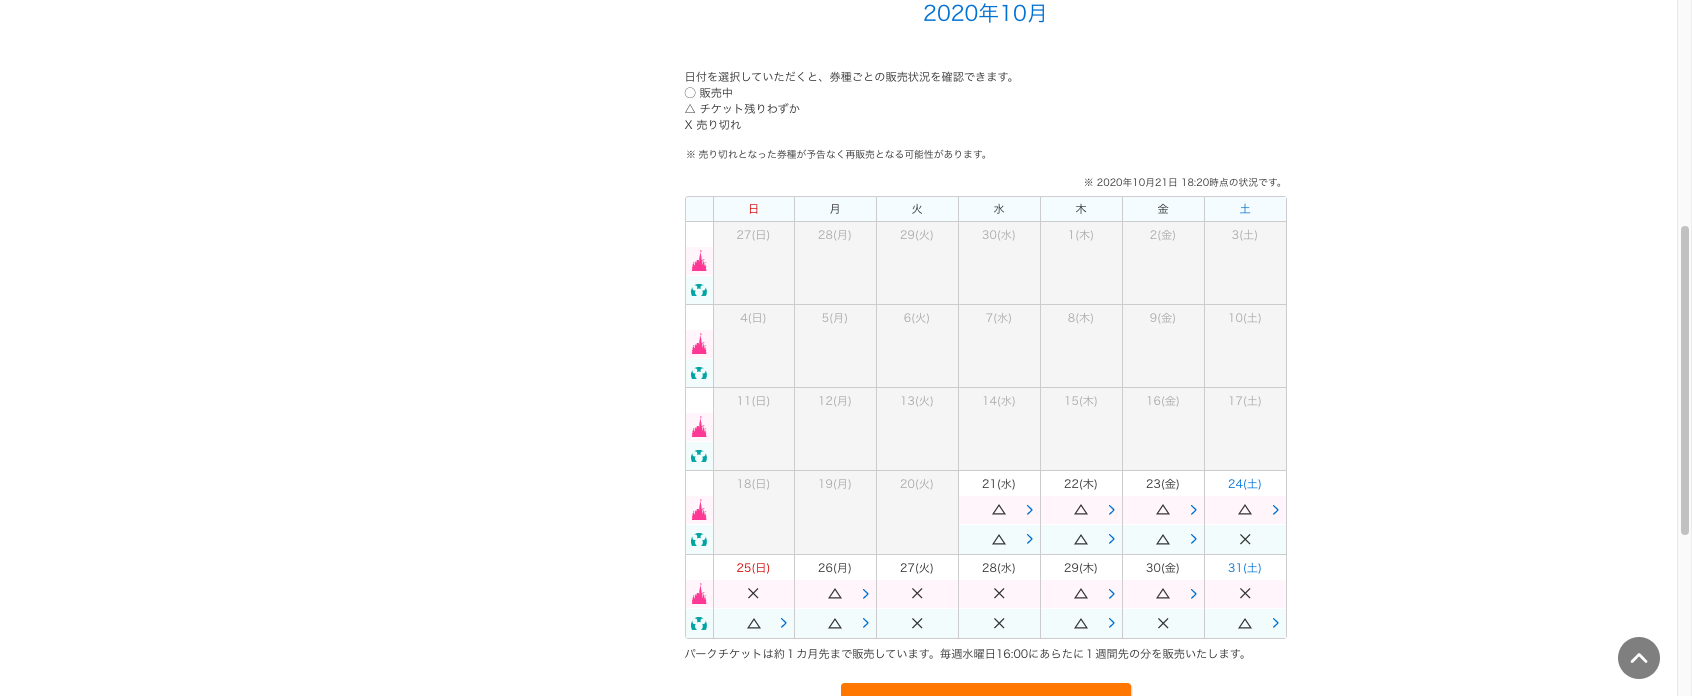 2020年10月
日付を選択していただくと、券種ごとの販売状況を確認できます。
○ 販売中
△ チケット残りわずか
X 売り切れ
※ 売り切れとなった券種が予告なく再販売となる可能性があります。
※ 2020年10月21日 18:20時点の状況です。
日 月 火 水 木 金 土
27(日) 28(月) 29(火) 30(水) 1(木) 2(金) 3(土)
4(日) 5(月) 6(火) 7(水) 8(木) 9(金) 10(土)
11(日) 12(月) 13(火) 14(水) 15(木) 16(金) 17(土)
18(日) 19(月) 20(火) 21(水) 22(木) 23(金) 24(土)
△ △ △ △
△ △ △ ×
25(日) 26(月) 27(火) 28(水) 29(木) 30(金) 31(土)
× △ × × △ △ ×
△ △ × × △ × △
パークチケットは約１カ月先まで販売しています。毎週水曜日16:00にあらたに１週間先の分を販売いたします。